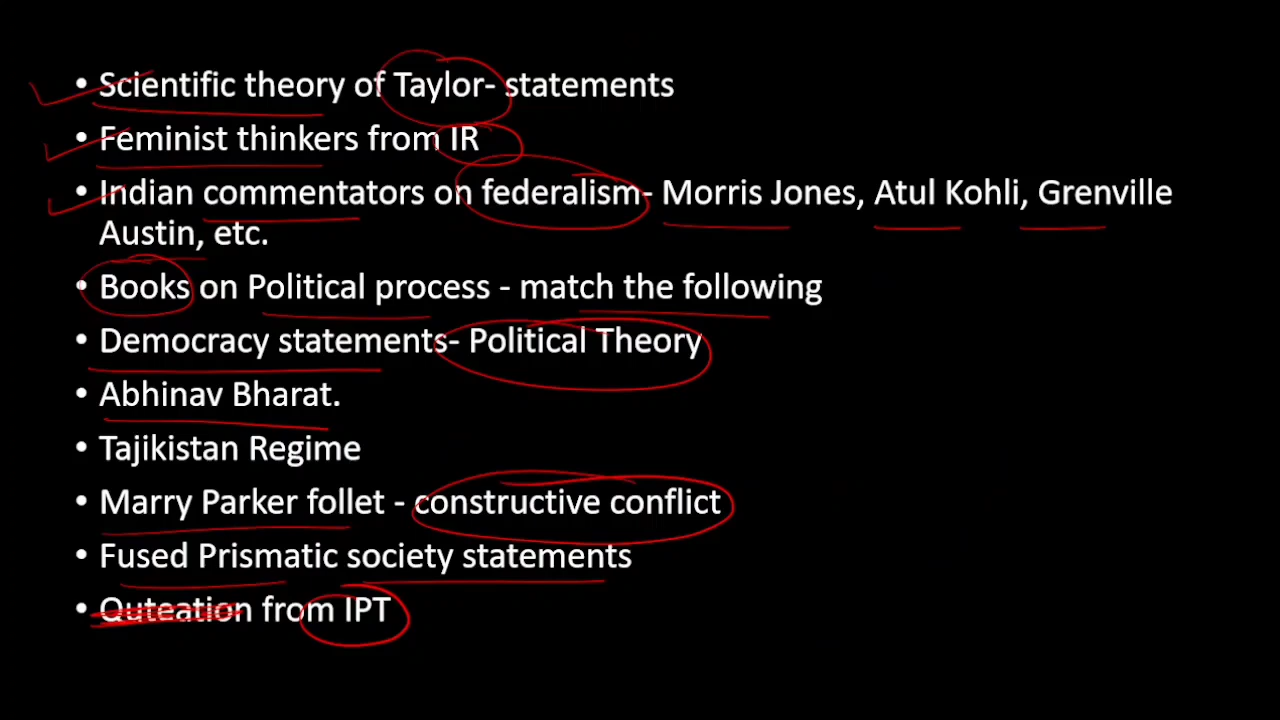 • Scientific theory of Taylor- statements
• Feminist thinkers from IR
• Indian commentators on federalism- Morris Jones, Atul Kohli, Grenville
Austin, etc.
• Books on Political process - match the following
• Democracy statements- Political Theory
• Abhinav Bharat.
• Tajikistan Regime
• Marry Parker follet - constructive conflict
• Fused Prismatic society statements
• Quteation from IPT